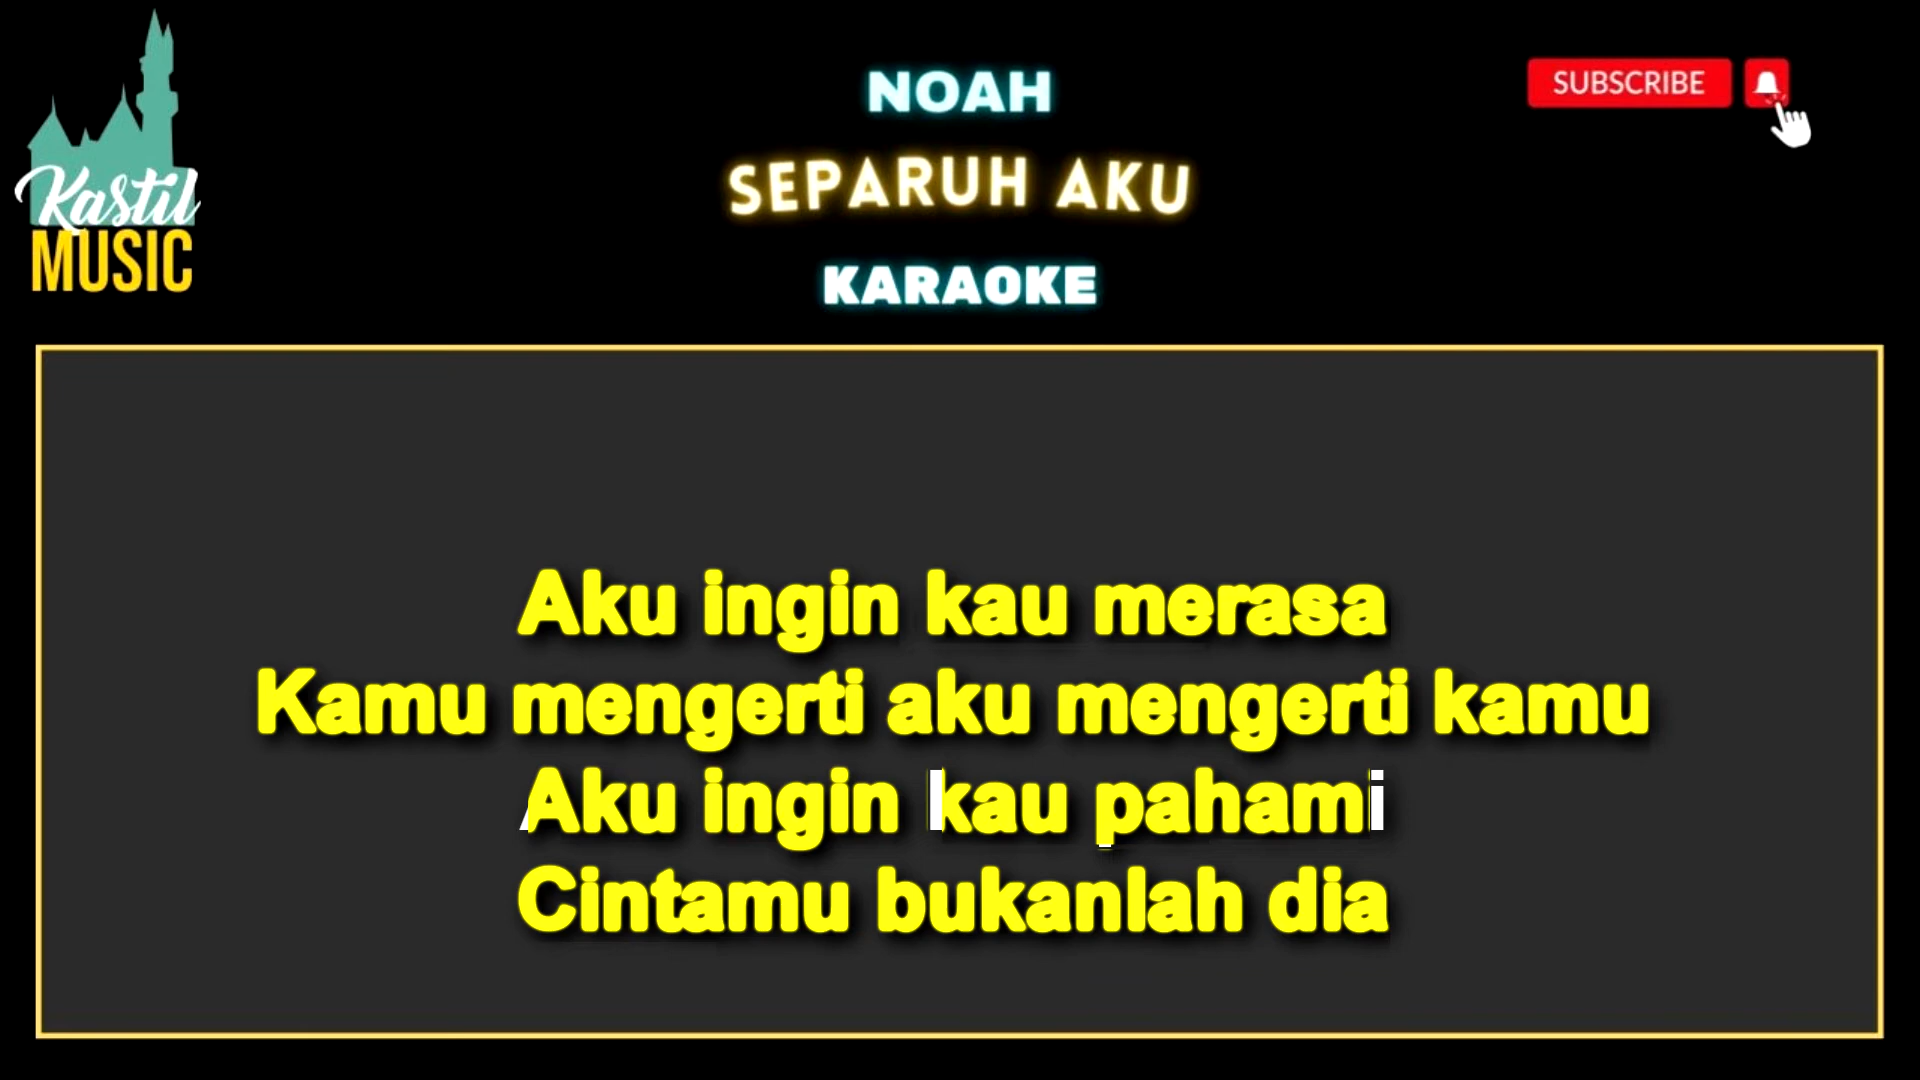 Kastil
MUSIC
NOAH
SEPARUH AKU
KARAOKE
SUBSCRIBE
Aku ingin kau merasa
Kamu mengerti aku mengerti kamu
Aku ingin kau pahami
Cintamu bukanlah dia